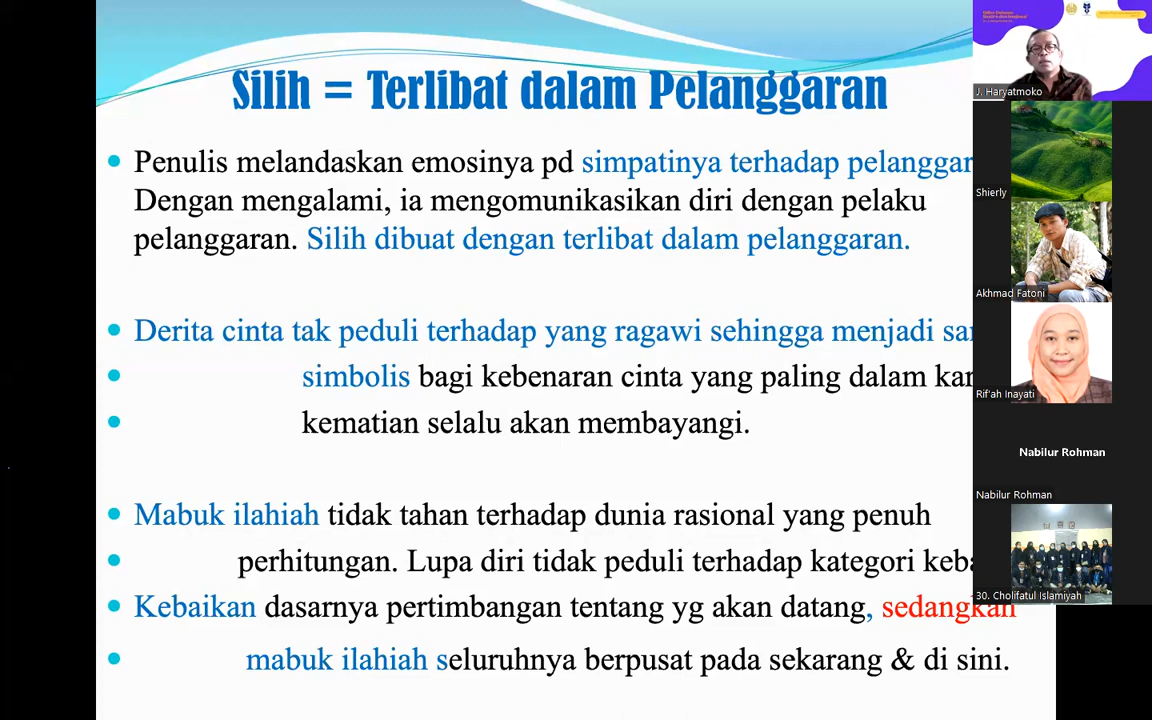 Silih = Terlibat dalam Pelanggaran
Penulis melandaskan emosinya pd simpatinya terhadap pelanggar
Dengan mengalami, ia mengomunikasikan diri dengan pelaku
pelanggaran. Silih dibuat dengan terlibat dalam pelanggaran.
Derita cinta tak peduli terhadap yang ragawi sehingga menjadi
simbolis bagi kebenaran cinta yang paling dalam
kematian selalu akan membayangi.
Mabuk ilahiah tidak tahan terhadap dunia rasional yang penuh
perhitungan. Lupa diri tidak peduli terhadap kategori
Kebaikan dasarnya pertimbangan tentang yg akan datang, sedangkan
mabuk ilahiah seluruhnya berpusat pada sekarang & di sini.
J. Haryatmoko
Shierly
Akhmad Fatoni
Rif'ah Inayati
Nabilur Rohman
Nabilur Rohman
30. Cholifatul Islamiyah